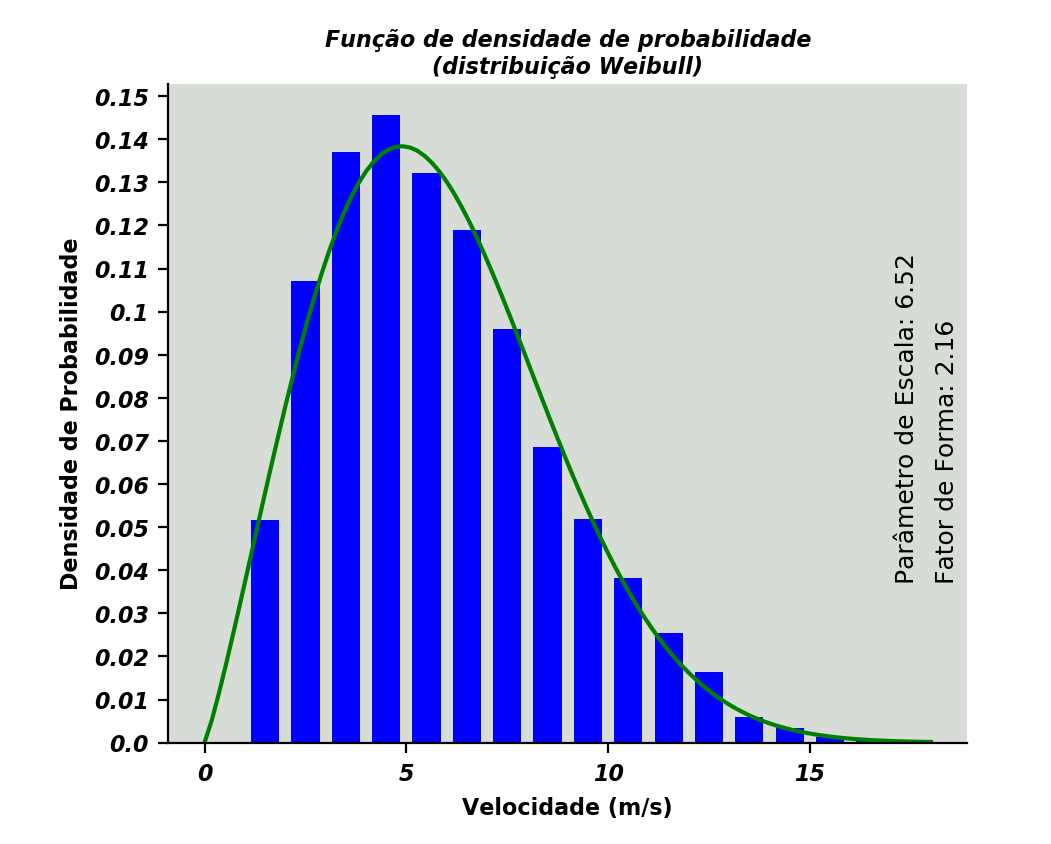 Função de densidade de probabilidade
(distribuição Weibull)
Densidade de Probabilidade
0.15
0.14
0.13
0.12
0.11
0.1
0.09
0.08
0.07
0.06
0.05
0.04
0.03
0.02
0.01
0.0
0 5 10 15
Velocidade (m/s)
Parâmetro de Escala: 6.52
Fator de Forma: 2.16